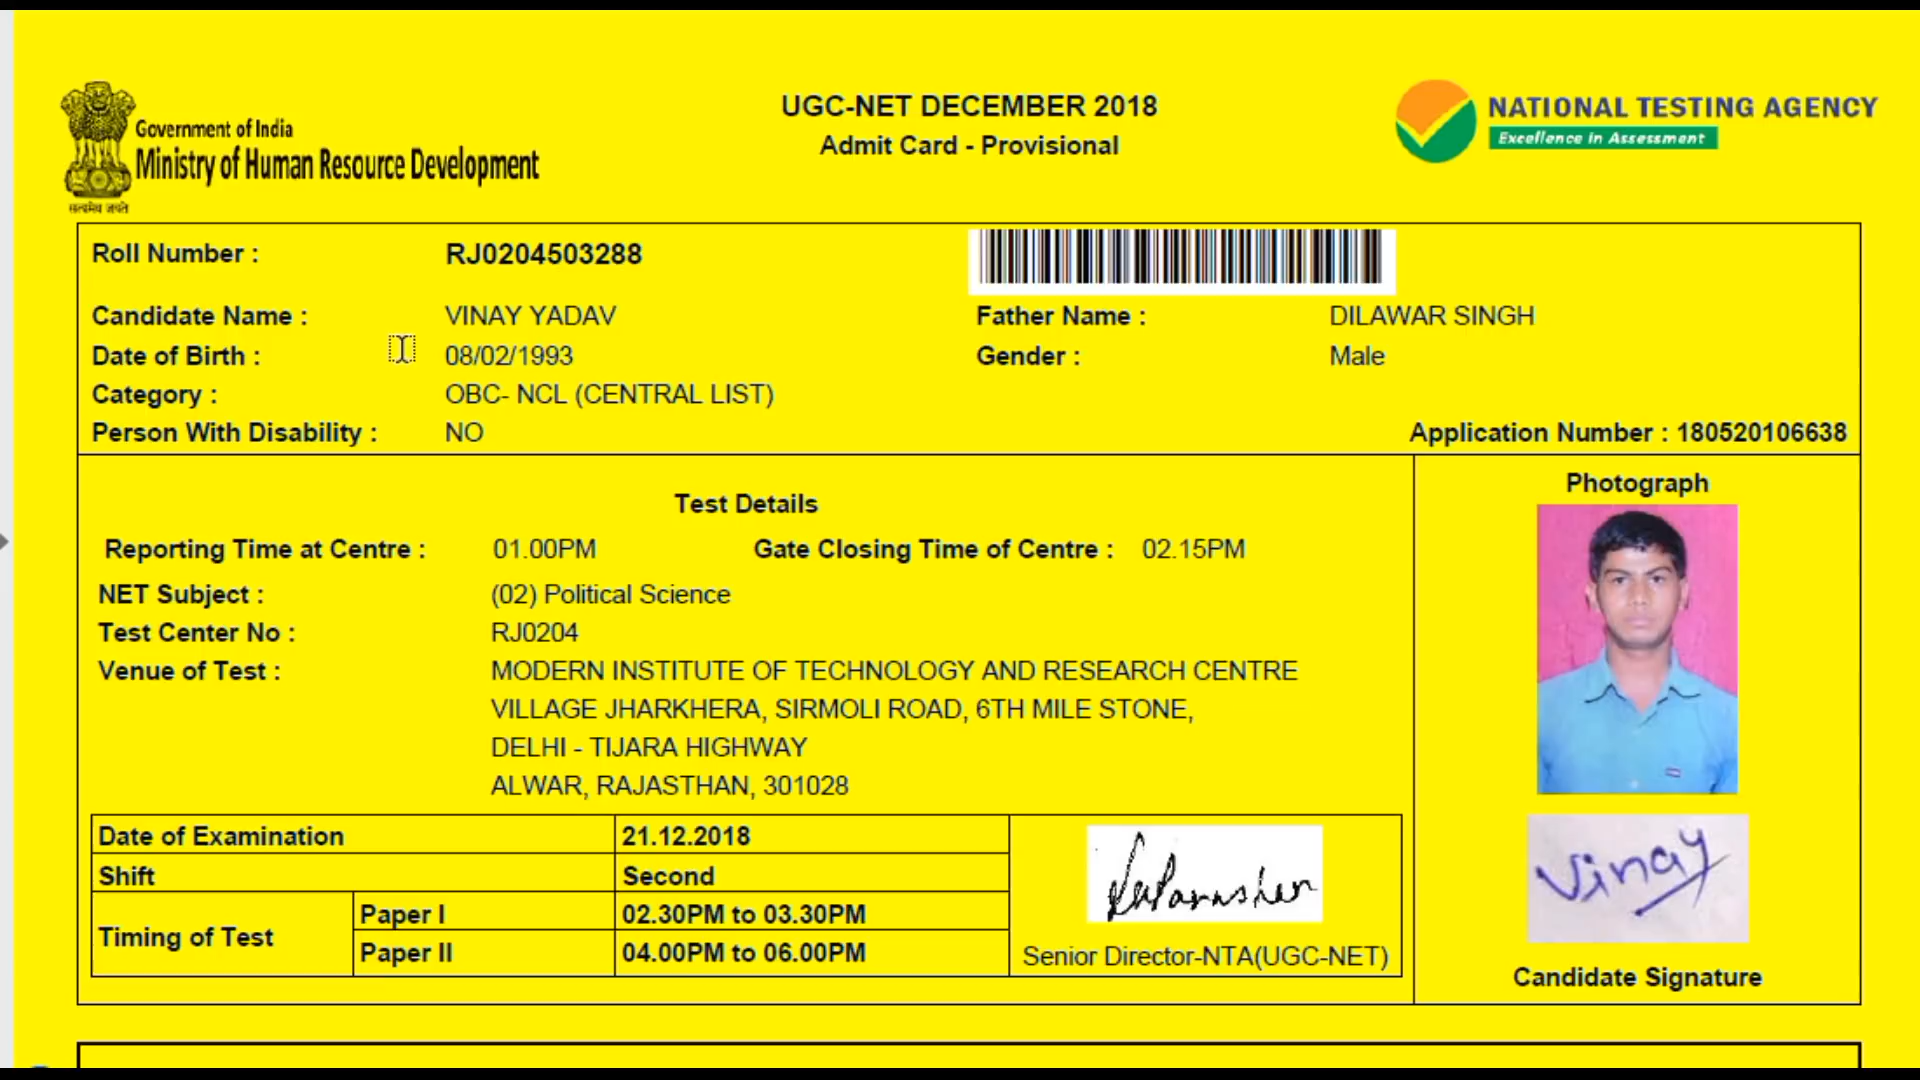 सत्यमेव जयते
Government of India
Ministry of Human Resource Development
UGC-NET DECEMBER 2018
Admit Card - Provisional
NATIONAL TESTING AGENCY
Excellence in Assessment
Roll Number : RJ0204503288
Candidate Name : VINAY YADAV Father Name : DILAWAR SINGH
Date of Birth : 08/02/1993 Gender : Male
Category : OBC- NCL (CENTRAL LIST)
Person With Disability : NO Application Number : 180520106638
Test Details
Reporting Time at Centre : 01.00PM Gate Closing Time of Centre : 02.15PM
NET Subject : (02) Political Science
Test Center No : RJ0204
Venue of Test : MODERN INSTITUTE OF TECHNOLOGY AND RESEARCH CENTRE
VILLAGE JHARKHERA, SIRMOLI ROAD, 6TH MILE STONE,
DELHI - TIJARA HIGHWAY
ALWAR, RAJASTHAN, 301028
Date of Examination 21.12.2018
Shift Second
Timing of Test
Paper I 02.30PM to 03.30PM
Paper II 04.00PM to 06.00PM
Senior Director-NTA(UGC-NET)
Photograph
Vinay
Candidate Signature